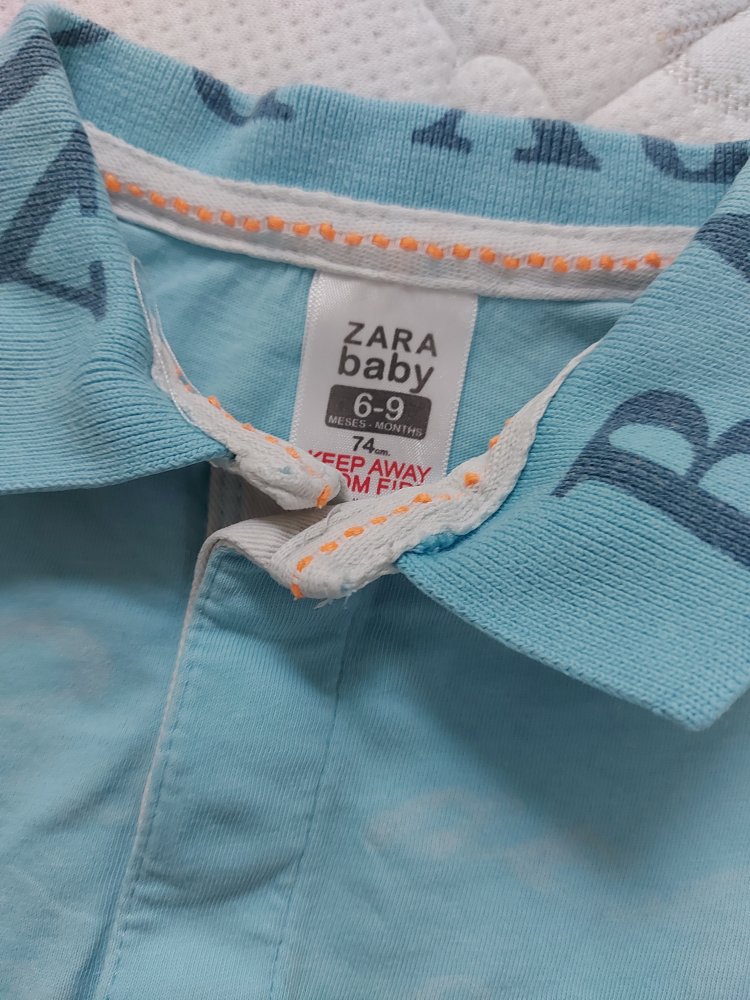 ZARA
baby
6-9
MESES - MONTHS
74cm.
KEEP AWAY
B